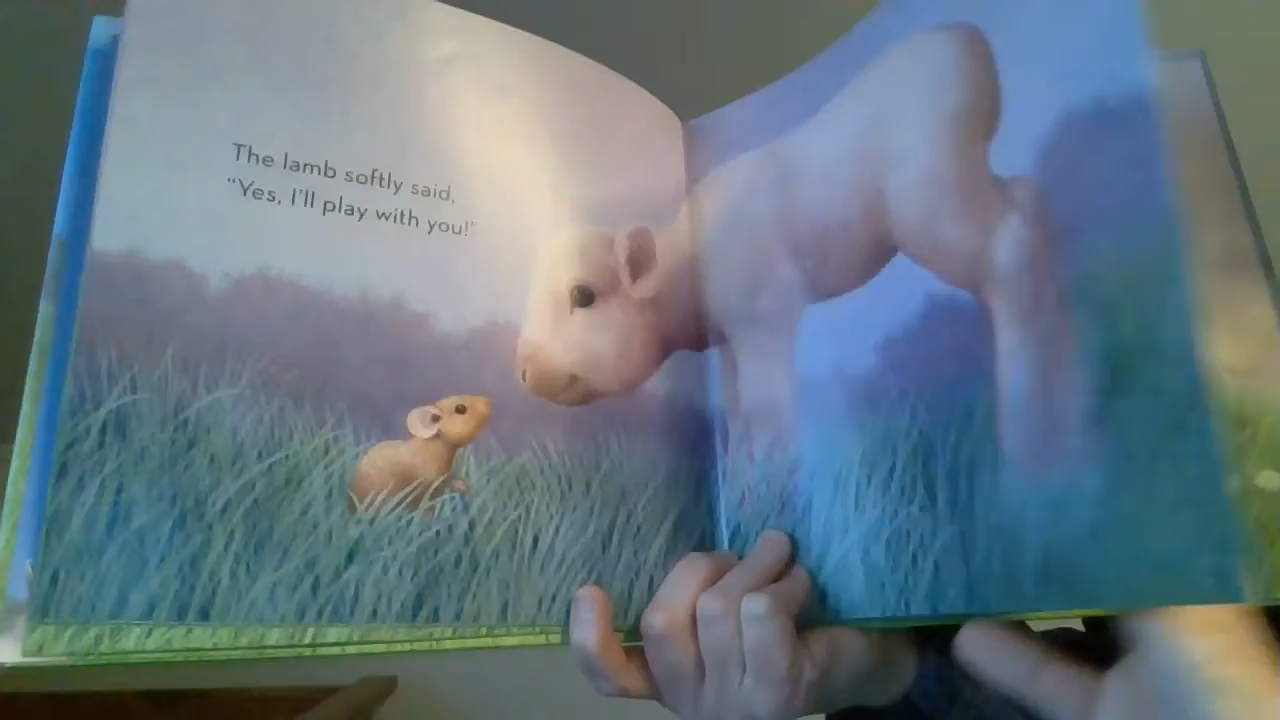 The lamb softly said,
“Yes, I'll play with you!”